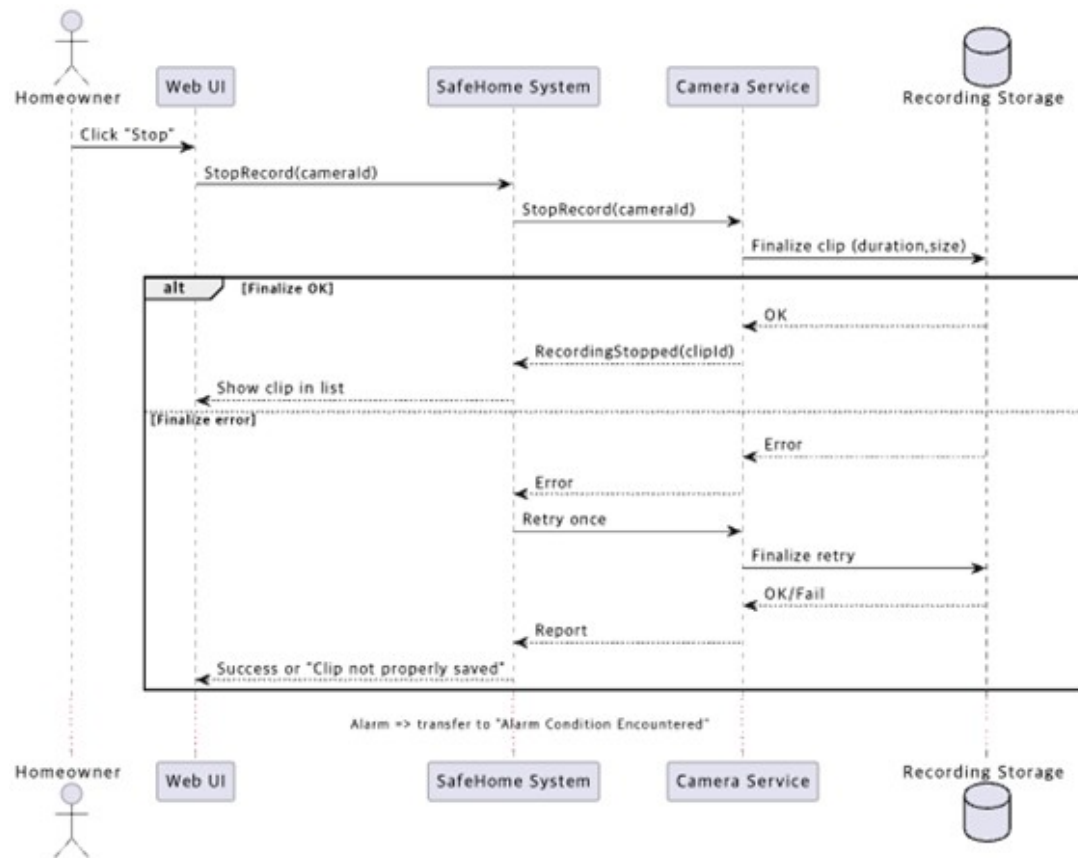 Homeowner
Web UI
SafeHome System
Camera Service
Recording Storage
Click "Stop"
StopRecord(cameraId)
StopRecord(cameraId)
Finalize clip (duration,size)
alt
[Finalize OK]
OK
RecordingStopped(clipId)
Show clip in list
[Finalize error]
Error
Error
Retry once
Finalize retry
OK/Fail
Report
Success or "Clip not properly saved"
Alarm => transfer to "Alarm Condition Encountered"
Homeowner
Web UI
SafeHome System
Camera Service
Recording Storage